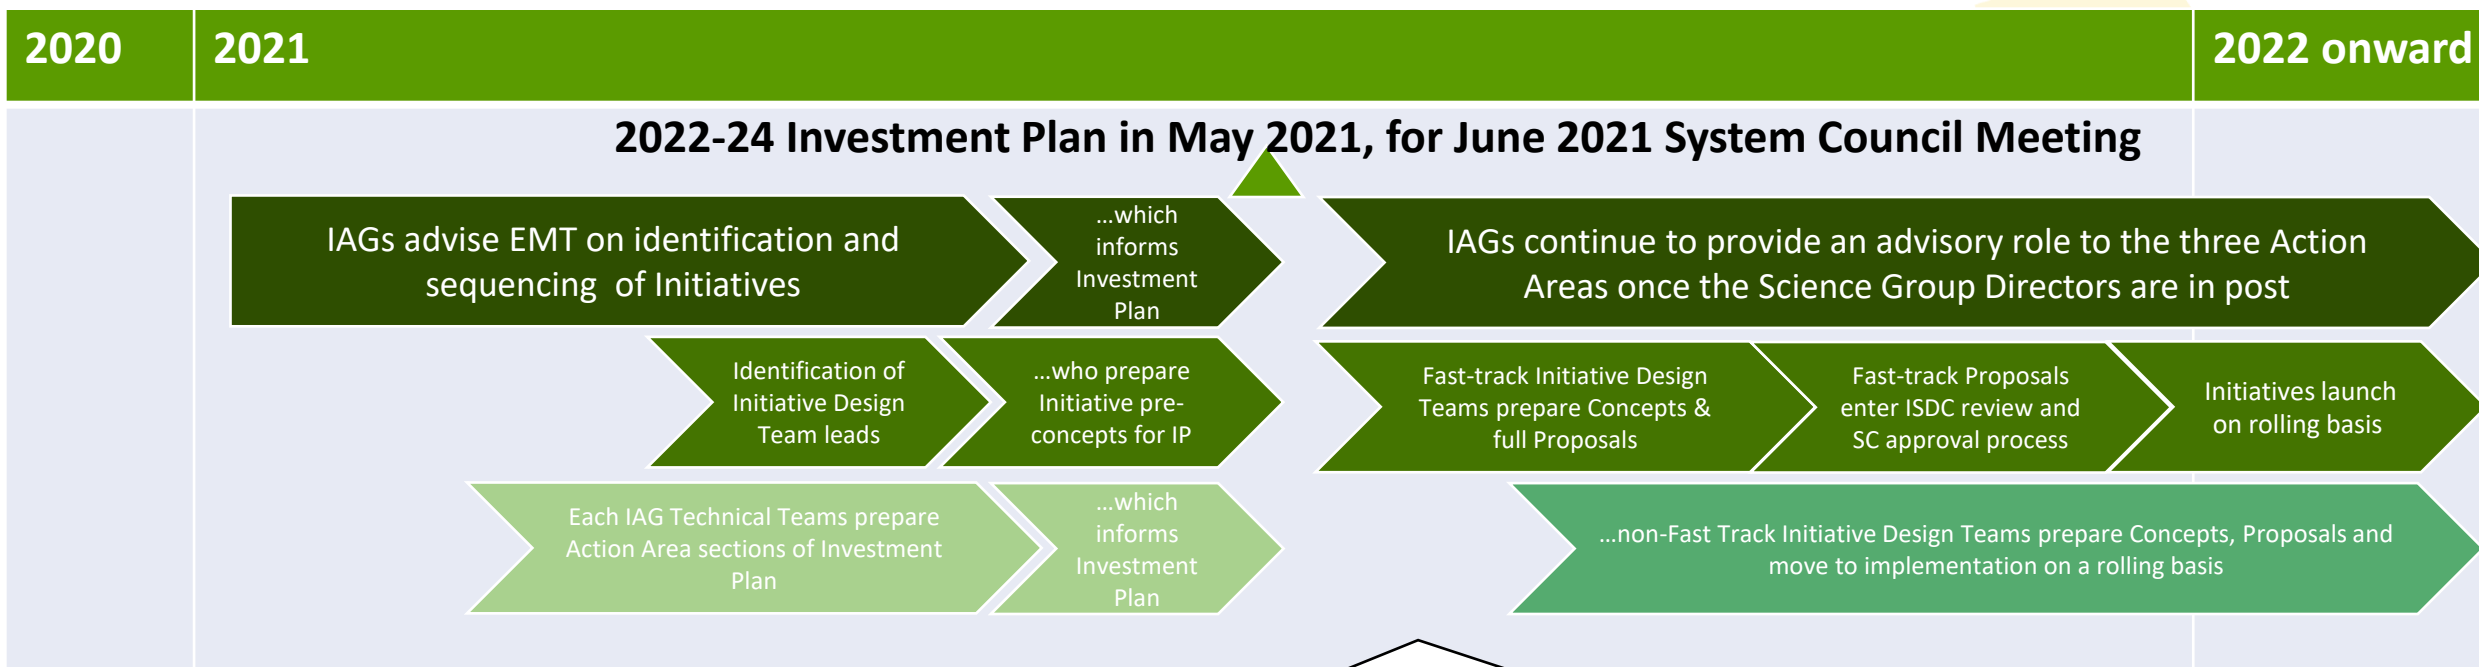 2020
2021
2022 onward
2022-24 Investment Plan in May 2021, for June 2021 System Council Meeting
IAGs advise EMT on identification and
sequencing of Initiatives
...which
informs
Investment
Plan
IAGs continue to provide an advisory role to the three Action
Areas once the Science Group Directors are in post
Identification of
Initiative Design
Team leads
...who prepare
Initiative pre-
concepts for IP
Fast-track Initiative Design
Teams prepare Concepts &
full Proposals
Fast-track Proposals
enter ISDC review and
SC approval process
Initiatives launch
on rolling basis
Each IAG Technical Teams prepare
Action Area sections of Investment
Plan
...which
informs
Investment
Plan
...non-Fast Track Initiative Design Teams prepare Concepts, Proposals and
move to implementation on a rolling basis